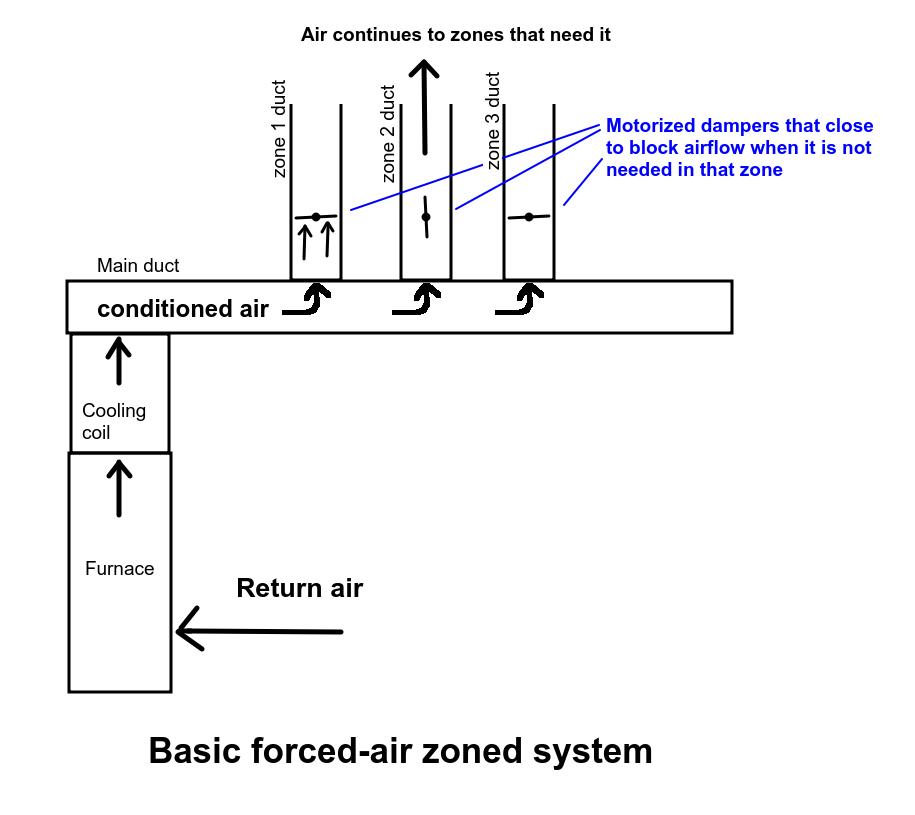 Air continues to zones that need it
zone 1 duct
zone 2 duct
zone 3 duct
Motorized dampers that close
to block airflow when it is not
needed in that zone
Main duct
conditioned air
Cooling
coil
Furnace
Return air
Basic forced-air zoned system